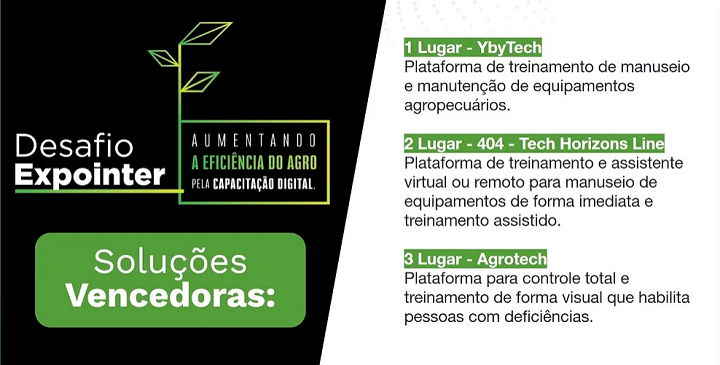 Desafio
Expointer
AUMENTANDO
A EFICIÊNCIA DO AGRO
PELA CAPACITAÇÃO DIGITAL.
Soluções
Vencedoras:
1 Lugar - YbyTech
Plataforma de treinamento de manuseio
e manutenção de equipamentos
agropecuários.
2 Lugar - 404 - Tech Horizons Line
Plataforma de treinamento e assistente
virtual ou remoto para manuseio de
equipamentos de forma imediata e
treinamento assistido.
3 Lugar - Agrotech
Plataforma para controle total e
treinamento de forma visual que habilita
pessoas com deficiências.